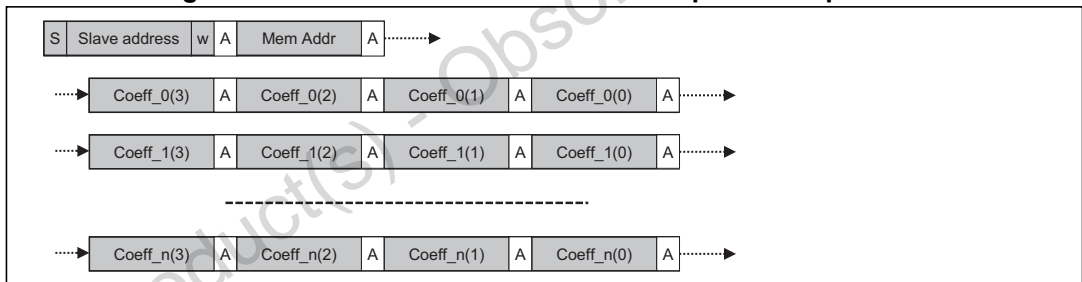 S Slave address w A Mem Addr A
Coeff_0(3) A Coeff_0(2) A Coeff_0(1) A Coeff_0(0) A
Coeff_1(3) A Coeff_1(2) A Coeff_1(1) A Coeff_1(0) A
Coeff_n(3) A Coeff_n(2) A Coeff_n(1) A Coeff_n(0) A